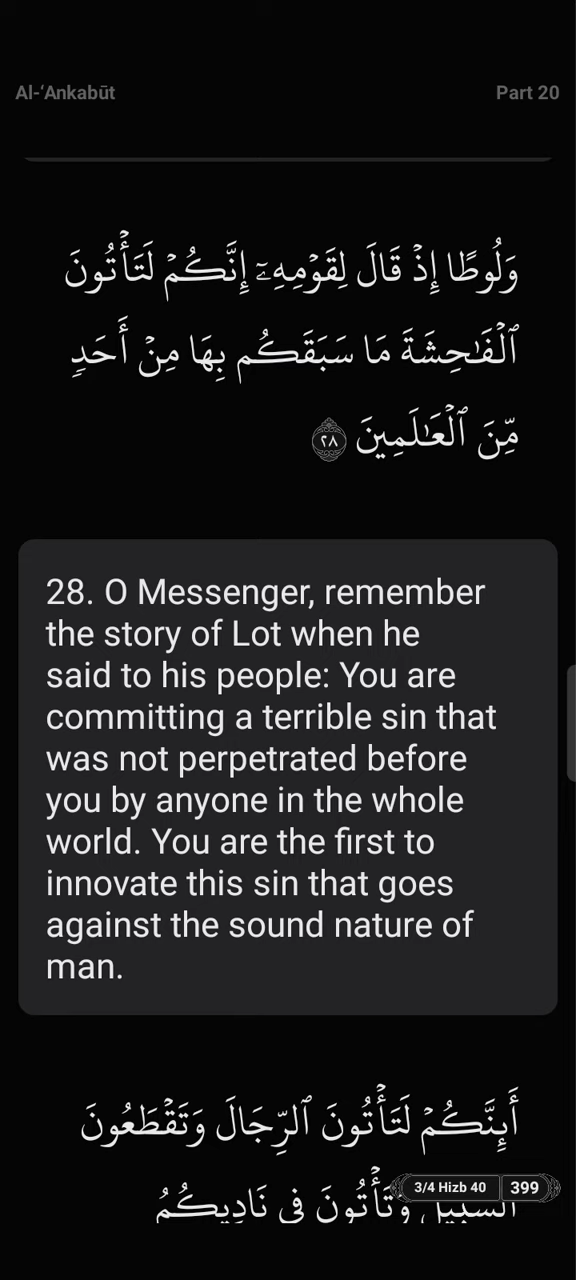 Al-‘Ankabūt
Part 20
وَلُوطًا إِذۡ قَالَ لِقَوۡمِهِۦٓ إِنَّكُمۡ لَتَأۡتُونَ
ٱلۡفَٰحِشَةَ مَا سَبَقَكُم بِهَا مِنۡ أَحَدٖ
مِّنَ ٱلۡعَٰلَمِينَ ٢٨
28. O Messenger, remember
the story of Lot when he
said to his people: You are
committing a terrible sin that
was not perpetrated before
you by anyone in the whole
world. You are the first to
innovate this sin that goes
against the sound nature of
man.
أَئِنَّكُمۡ لَتَأۡتُونَ ٱلرِّجَالَ وَتَقۡطَعُونَ
ٱلسَّبِيلَ وَتَأۡتُونَ فِي نَادِيكُمُ
3/4 Hizb 40
399